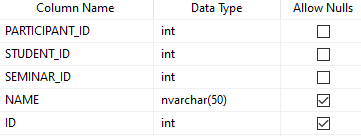 Column Name Data Type Allow Nulls
PARTICIPANT_ID int
STUDENT_ID int
SEMINAR_ID int
NAME nvarchar(50)
ID int